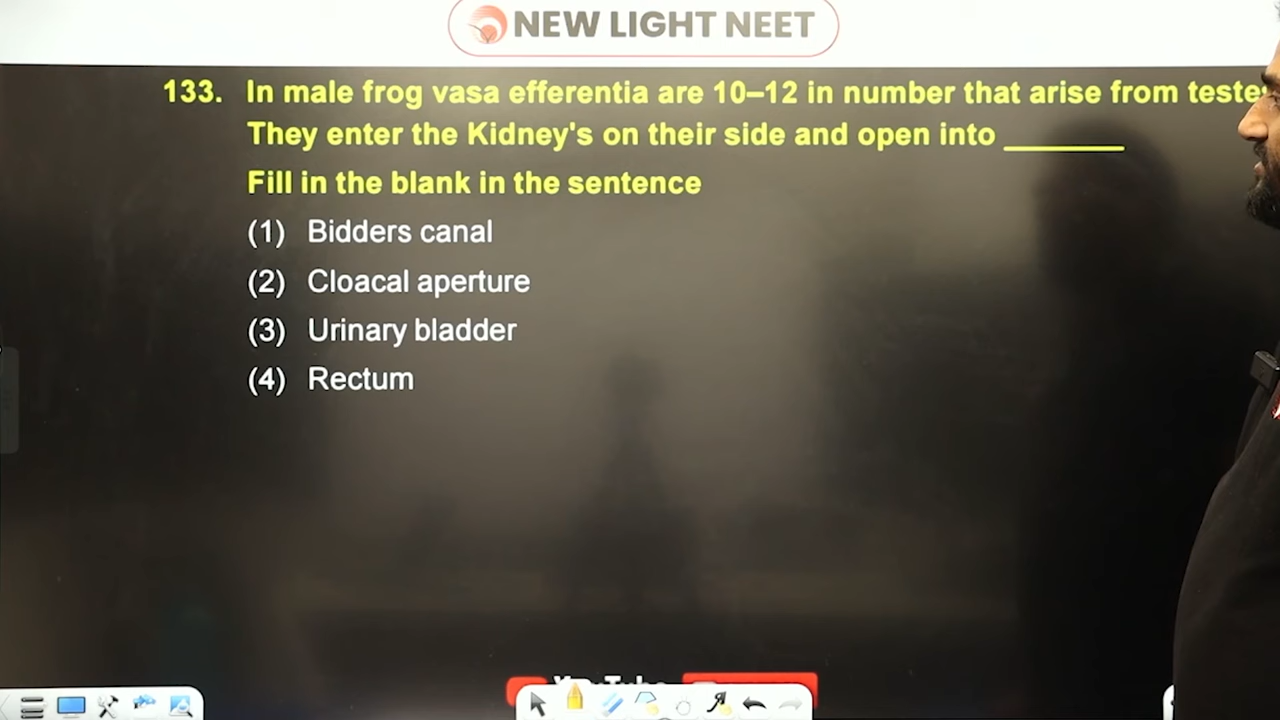 NEW LIGHT NEET
133. In male frog vasa efferentia are 10–12 in number that arise from
They enter the Kidney's on their side and open into ________
Fill in the blank in the sentence
(1) Bidders canal
(2) Cloacal aperture
(3) Urinary bladder
(4) Rectum